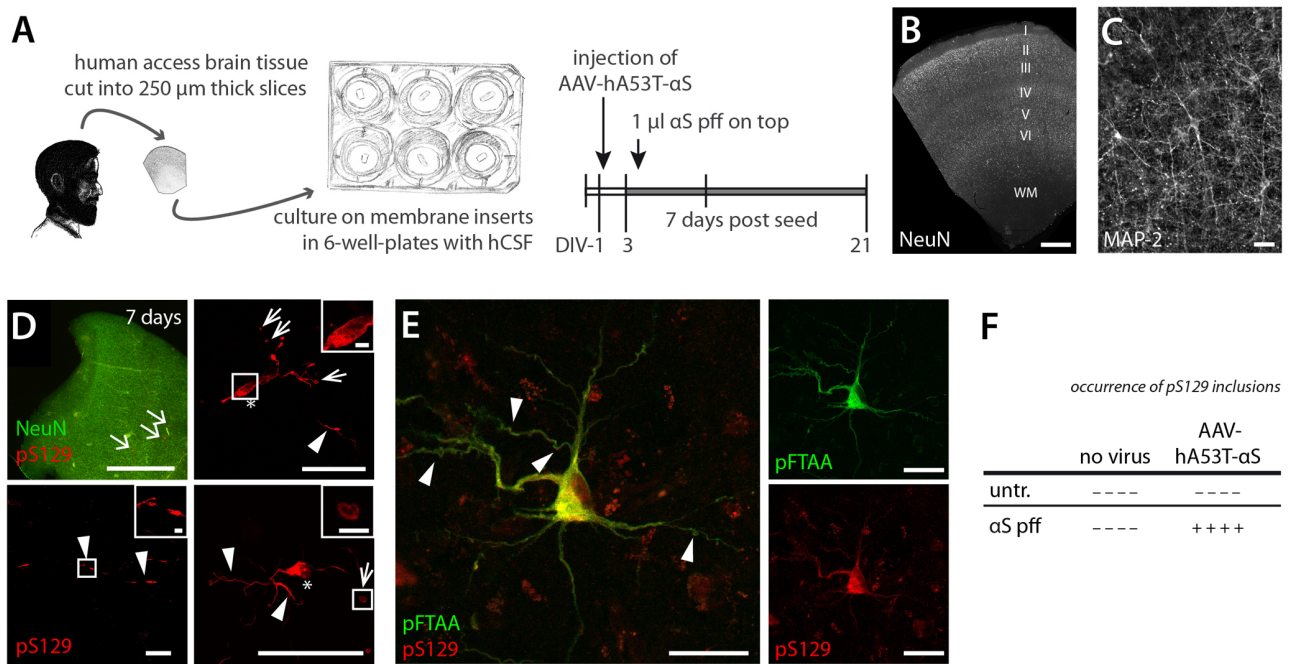 A
human access brain tissue
cut into 250 μm thick slices
culture on membrane inserts
in 6-well-plates with hCSF
injection of
AAV-hA53T-αS
1 μl αS pff on top
7 days post seed
DIV-1
3
21
B
I
II
III
IV
V
VI
WM
NeuN
C
MAP-2
D
7 days
NeuN
pS129
*
pS129
*
E
pFTAA
pS129
pFTAA
pS129
F
occurrence of pS129 inclusions
no virus
AAV-
hA53T-αS
untr.
– – – –
– – – –
αS pff
– – – –
+ + + +